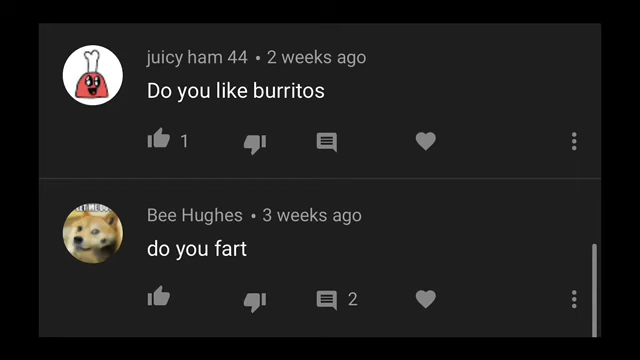 juicy ham 44 • 2 weeks ago
Do you like burritos
1
Bee Hughes • 3 weeks ago
do you fart
2